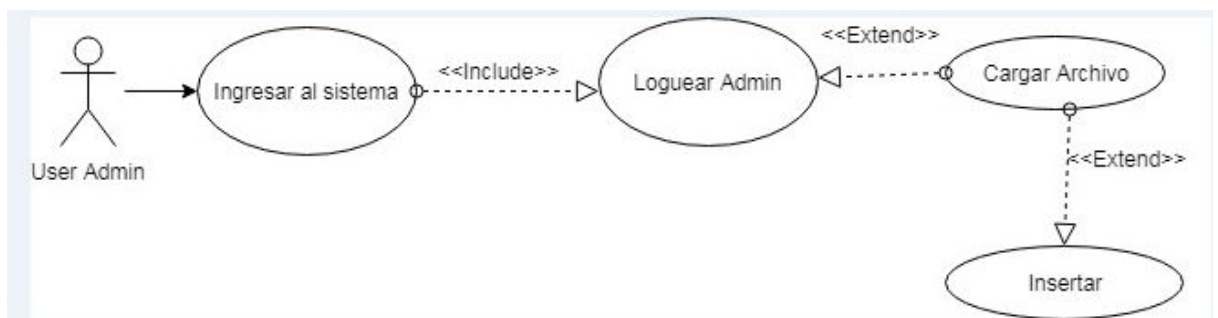 User Admin
Ingresar al sistema
<<Include>>
Loguear Admin
<<Extend>>
Cargar Archivo
<<Extend>>
Insertar